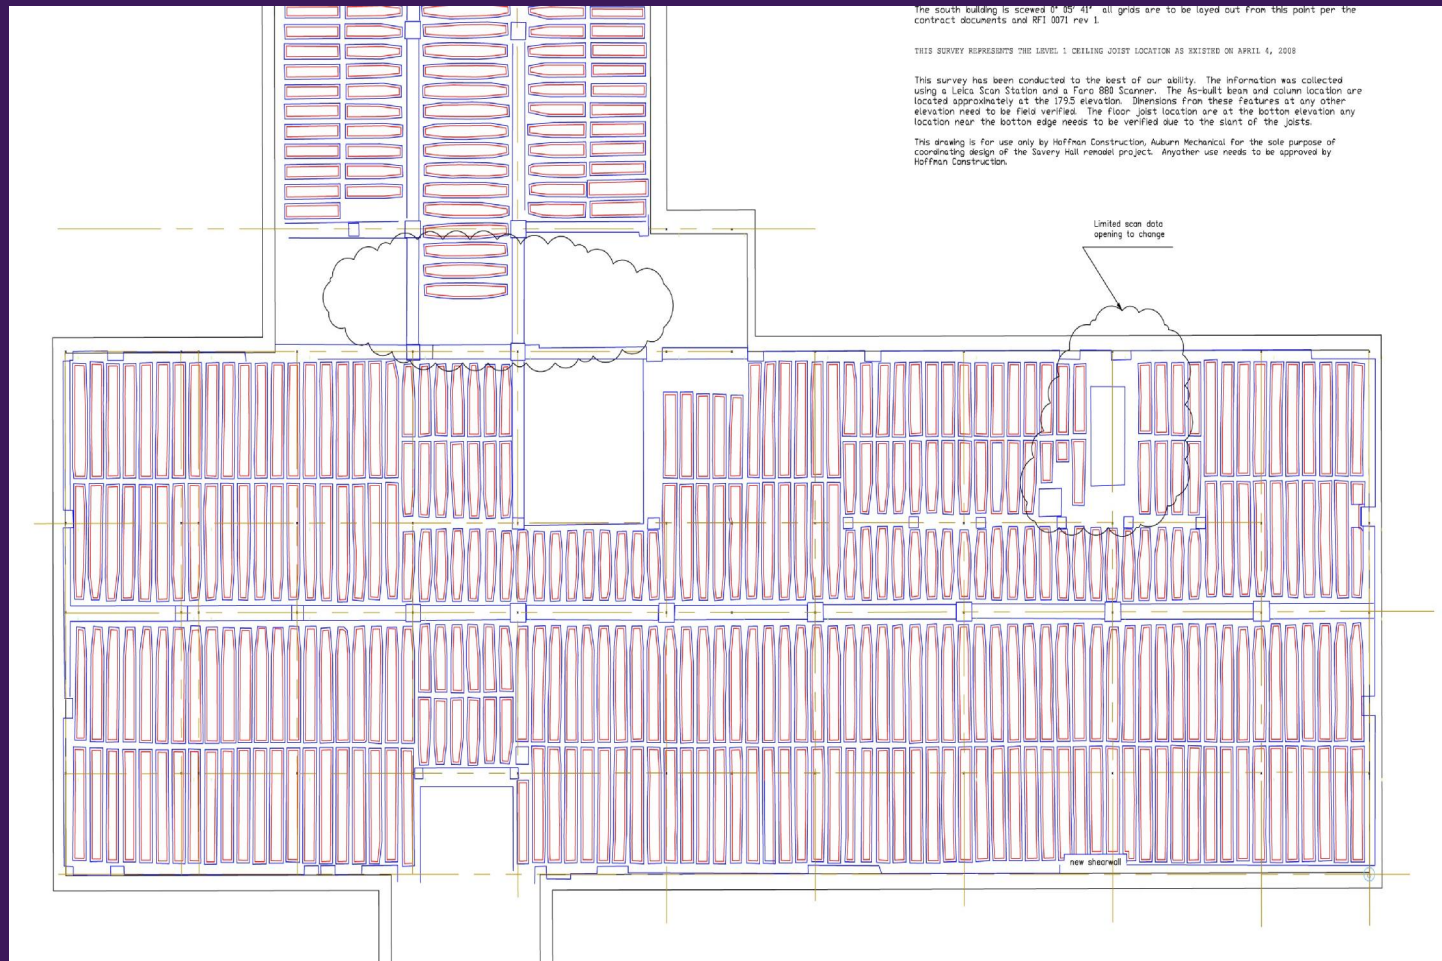 The south building is scewed 0° 05' 41" all grids are to be layed out from this point per the
contract documents and RFI 0071 rev 1.
THIS SURVEY REPRESENTS THE LEVEL 1 CEILING JOIST LOCATION AS EXISTED ON APRIL 4, 2008
This survey has been conducted to the best of our ability. The information was collected
using a Leica Scan Station and a Faro 880 Scanner. The As-built beam and column location are
located approximately at the 179.5 elevation. Dimensions from these features at any other
elevation need to be field verified. The floor joist location are at the bottom elevation any
location near the bottom edge needs to be verified due to the slant of the joists.
This drawing is for use only by Hoffman Construction, Auburn Mechanical for the sole purpose of
coordinating design of the Savery Hall remodel project. Anyother use needs to be approved by
Hoffman Construction.
Limited scan data
opening to change
new shearwall